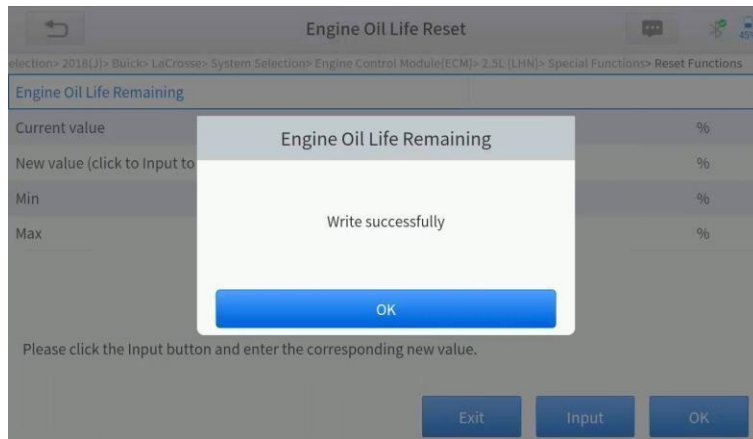 Engine Oil Life Reset
45%
election> 2018(J)> Buick> LaCrosse> System Selection> Engine Control Module(ECM)> 2.5L [LHN]> Special Functions> Reset Functions
Engine Oil Life Remaining
Current value %
New value (click to Input to %
Min %
Max %
Engine Oil Life Remaining
Write successfully
OK
Please click the Input button and enter the corresponding new value.
Exit Input OK